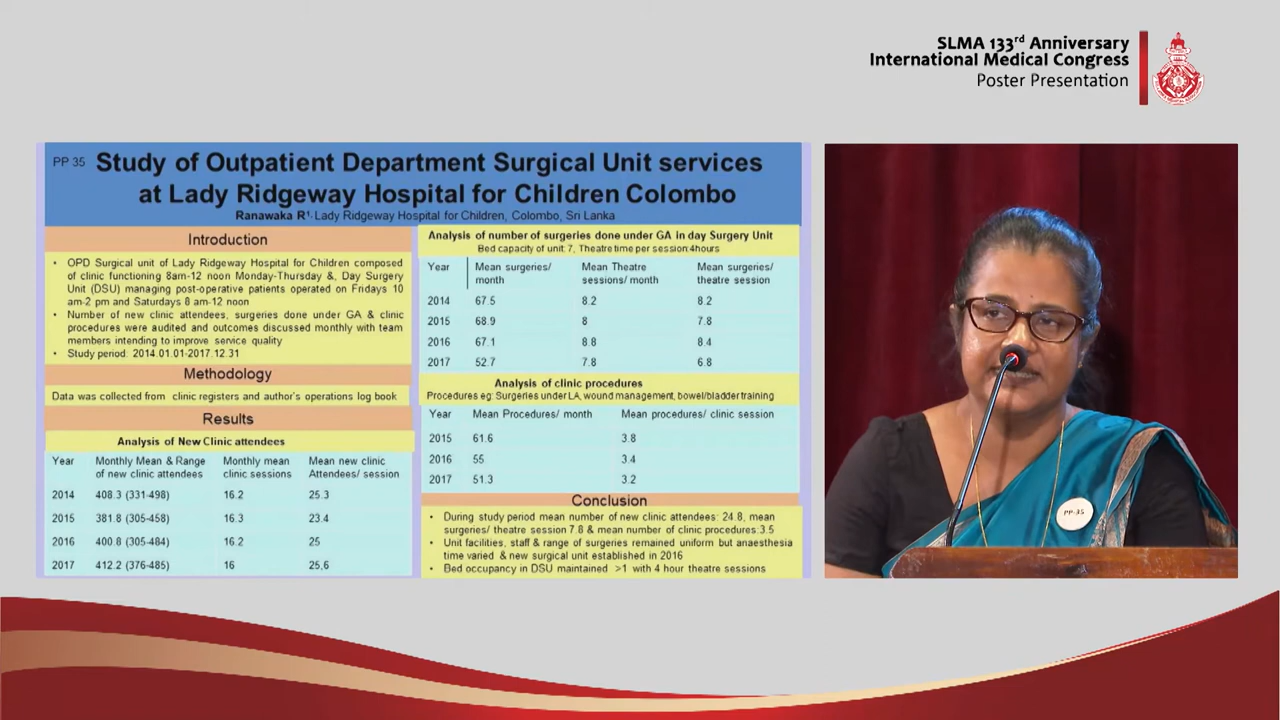 SLMA 133rd Anniversary
International Medical Congress
Poster Presentation
PP 35
Study of Outpatient Department Surgical Unit services
at Lady Ridgeway Hospital for Children Colombo
Ranawaka R¹. Lady Ridgeway Hospital for Children, Colombo, Sri Lanka
Introduction
• OPD Surgical unit of Lady Ridgeway Hospital for Children composed
of clinic functioning 8am-12 noon Monday-Thursday &, Day Surgery
Unit (DSU) managing post-operative patients operated on Fridays 10
am-2 pm and Saturdays 8 am-12 noon
• Number of new clinic attendees, surgeries done under GA & clinic
procedures were audited and outcomes discussed monthly with team
members intending to improve service quality
• Study period: 2014.01.01-2017.12.31
Methodology
Data was collected from clinic registers and author's operations log book
Results
Analysis of New Clinic attendees
Year Monthly Mean & Range Monthly mean Mean new clinic
of new clinic attendees clinic sessions Attendees/ session
2014 408.3 (331-498) 16.2 25.3
2015 381.8 (305-458) 16.3 23.4
2016 400.8 (305-484) 16.2 25
2017 412.2 (376-485) 16 25.6
Analysis of number of surgeries done under GA in day Surgery Unit
Bed capacity of unit:7, Theatre time per session:4hours
Year Mean surgeries/ Mean Theatre Mean surgeries/
month sessions/ month theatre session
2014 67.5 8.2 8.2
2015 68.9 8 7.8
2016 67.1 8.8 8.4
2017 52.7 7.8 6.8
Analysis of clinic procedures
Procedures eg: Surgeries under LA, wound management, bowel/bladder training
Year Mean Procedures/ month Mean procedures/ clinic session
2015 61.6 3.8
2016 55 3.4
2017 51.3 3.2
Conclusion
• During study period mean number of new clinic attendees: 24.8, mean
surgeries/ theatre session 7.8 & mean number of clinic procedures:3.5
• Unit facilities, staff & range of surgeries remained uniform but anaesthesia
time varied & new surgical unit established in 2016
• Bed occupancy in DSU maintained >1 with 4 hour theatre sessions
PP-35